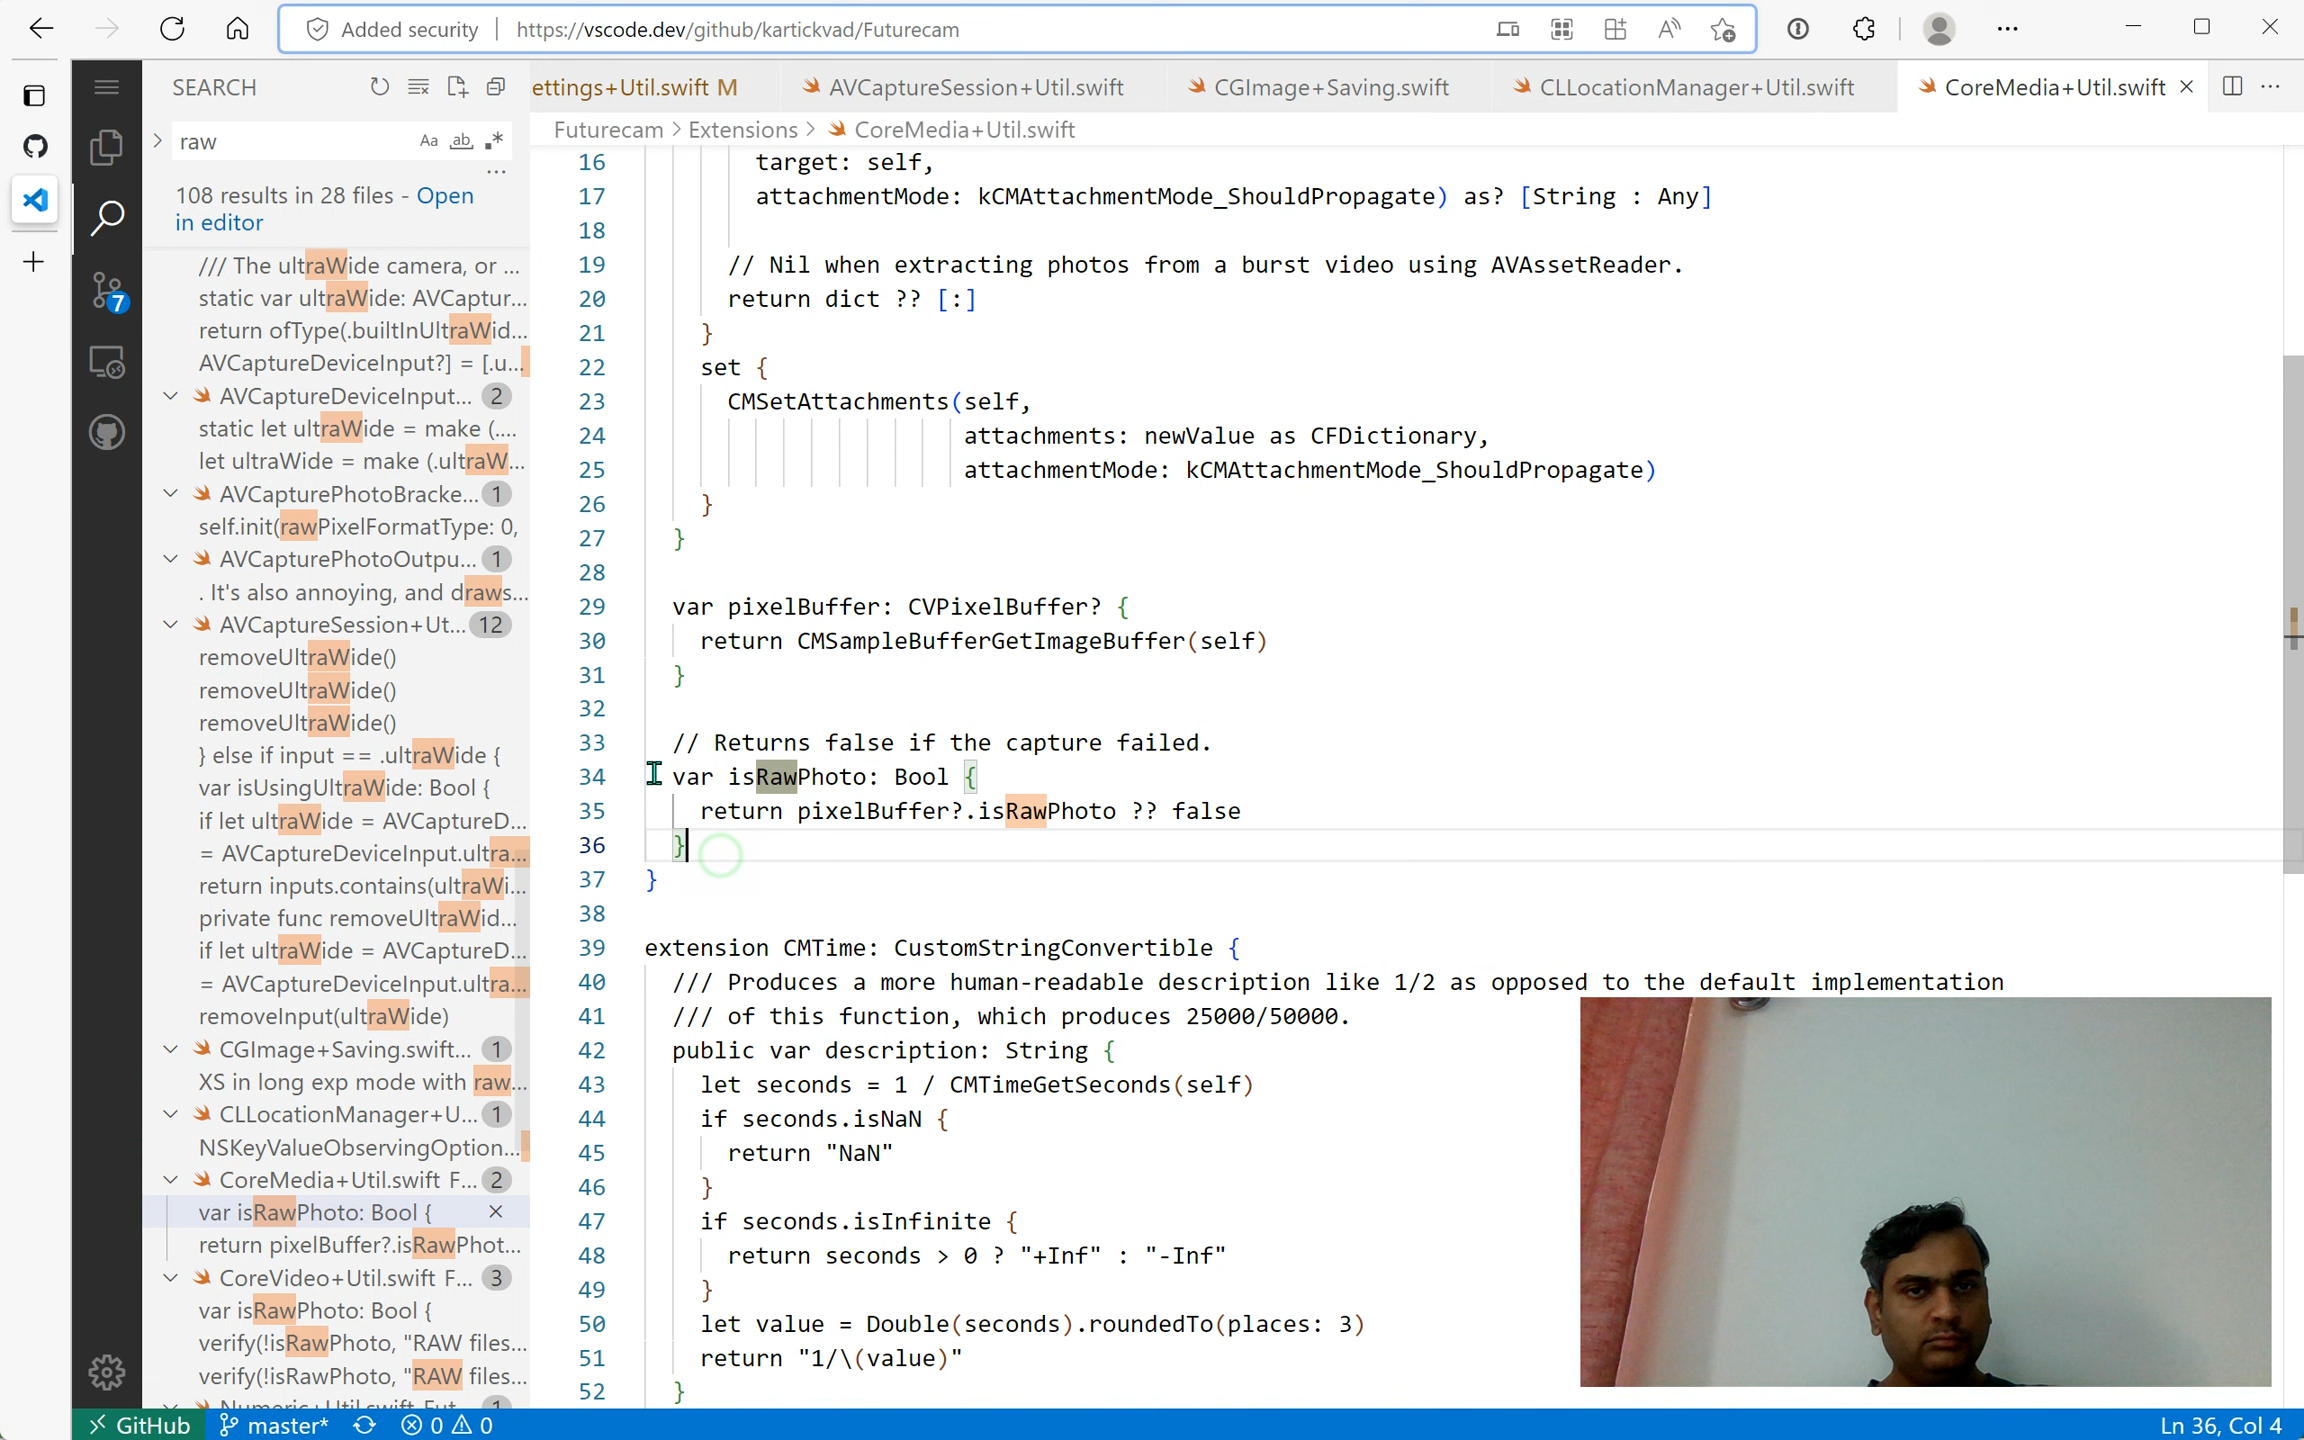 Added security
https://vscode.dev/github/kartickvad/Futurecam
SEARCH
raw
Aa
ab
108 results in 28 files - Open
in editor
/// The ultraWide camera, or ...
static var ultraWide: AVCaptur...
return ofType(.builtInUltraWid...
AVCaptureDeviceInput?] = [.u...
AVCaptureDeviceInput... 2
static let ultraWide = make (....
let ultraWide = make (.ultraW...
AVCapturePhotoBracke... 1
self.init(rawPixelFormatType: 0,
AVCapturePhotoOutpu... 1
. It's also annoying, and draws...
AVCaptureSession+Ut... 12
removeUltraWide()
removeUltraWide()
removeUltraWide()
} else if input == .ultraWide {
var isUsingUltraWide: Bool {
if let ultraWide = AVCaptureD...
= AVCaptureDeviceInput.ultra...
return inputs.contains(ultraWi...
private func removeUltraWid...
if let ultraWide = AVCaptureD...
= AVCaptureDeviceInput.ultra...
removeInput(ultraWide)
CGImage+Saving.swift... 1
XS in long exp mode with raw...
CLLocationManager+U... 1
NSKeyValueObservingOption...
CoreMedia+Util.swift F... 2
var isRawPhoto: Bool {
return pixelBuffer?.isRawPhot...
CoreVideo+Util.swift F... 3
var isRawPhoto: Bool {
verify(!isRawPhoto, "RAW files...
verify(!isRawPhoto, "RAW files...
Numeric+Util.swift Fut... 1
7
ettings+Util.swift M
AVCaptureSession+Util.swift
CGImage+Saving.swift
CLLocationManager+Util.swift
CoreMedia+Util.swift
Futurecam > Extensions > CoreMedia+Util.swift
16 target: self,
17 attachmentMode: kCMAttachmentMode_ShouldPropagate) as? [String : Any]
18
19 // Nil when extracting photos from a burst video using AVAssetReader.
20 return dict ?? [:]
21 }
22 set {
23 CMSetAttachments(self,
24 attachments: newValue as CFDictionary,
25 attachmentMode: kCMAttachmentMode_ShouldPropagate)
26 }
27 }
28
29 var pixelBuffer: CVPixelBuffer? {
30 return CMSampleBufferGetImageBuffer(self)
31 }
32
33 // Returns false if the capture failed.
34 var isRawPhoto: Bool {
35 return pixelBuffer?.isRawPhoto ?? false
36 }
37 }
38
39 extension CMTime: CustomStringConvertible {
40 /// Produces a more human-readable description like 1/2 as opposed to the default implementation
41 /// of this function, which produces 25000/50000.
42 public var description: String {
43 let seconds = 1 / CMTimeGetSeconds(self)
44 if seconds.isNaN {
45 return "NaN"
46 }
47 if seconds.isInfinite {
48 return seconds > 0 ? "+Inf" : "-Inf"
49 }
50 let value = Double(seconds).roundedTo(places: 3)
51 return "1/\(value)"
52 }
GitHub
master*
0
0
Ln 36, Col 4